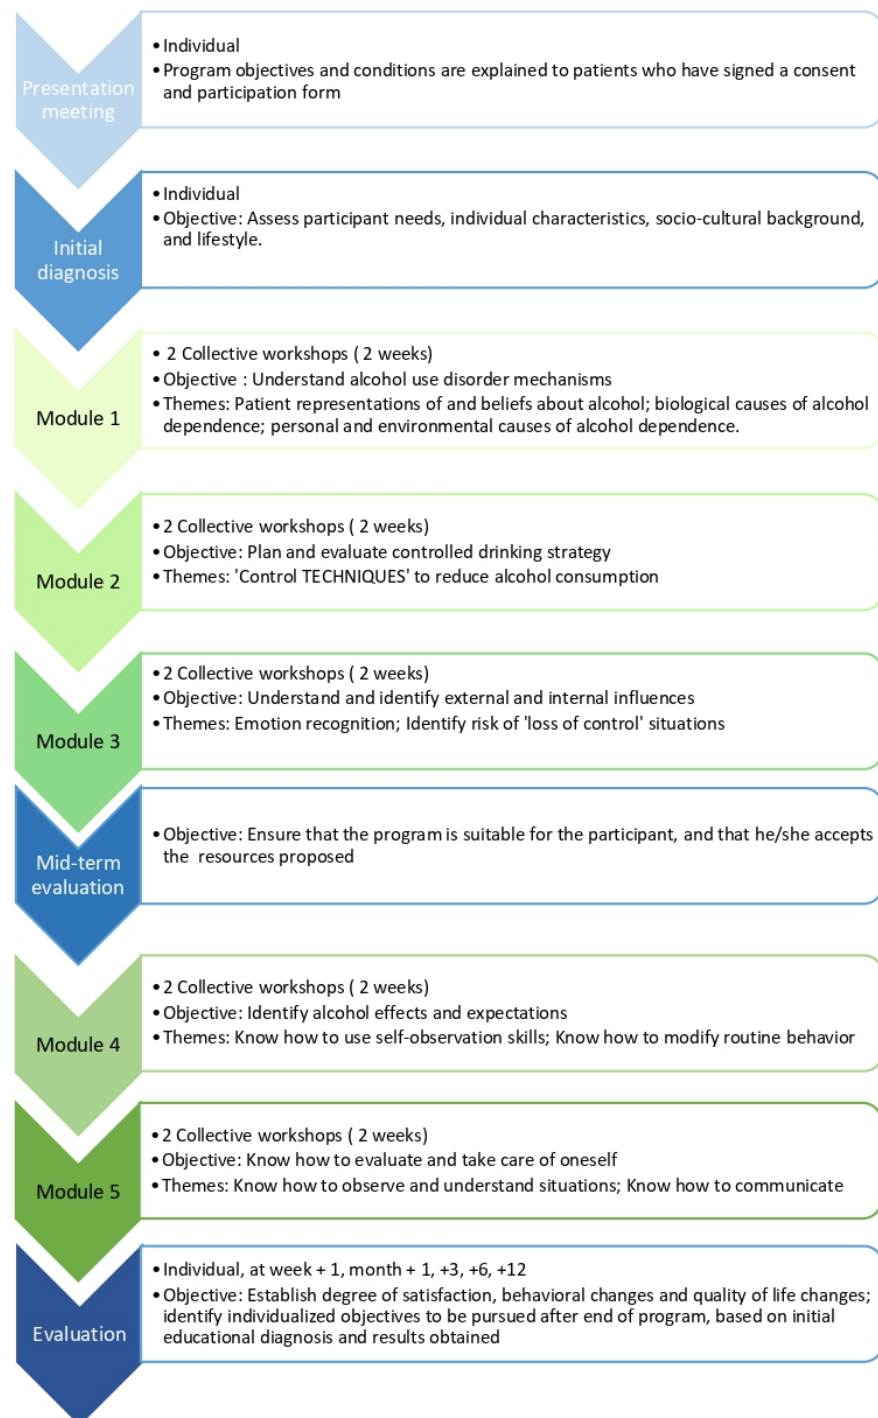 Presentation
meeting
•Individual
•Program objectives and conditions are explained to patients who have signed a consent
and participation form
Initial
diagnosis
•Individual
•Objective: Assess participant needs, individual characteristics, socio-cultural background,
and lifestyle.
Module 1
• 2 Collective workshops ( 2 weeks)
•Objective : Understand alcohol use disorder mechanisms
•Themes: Patient representations of and beliefs about alcohol; biological causes of alcohol
dependence; personal and environmental causes of alcohol dependence.
Module 2
•2 Collective workshops ( 2 weeks)
•Objective: Plan and evaluate controlled drinking strategy
•Themes: 'Control TECHNIQUES' to reduce alcohol consumption
Module 3
•2 Collective workshops ( 2 weeks)
•Objective: Understand and identify external and internal influences
•Themes: Emotion recognition; Identify risk of 'loss of control' situations
Mid-term
evaluation
•Objective: Ensure that the program is suitable for the participant, and that he/she accepts
the resources proposed
Module 4
•2 Collective workshops ( 2 weeks)
•Objective: Identify alcohol effects and expectations
•Themes: Know how to use self-observation skills; Know how to modify routine behavior
Module 5
•2 Collective workshops ( 2 weeks)
•Objective: Know how to evaluate and take care of oneself
•Themes: Know how to observe and understand situations; Know how to communicate
Evaluation
•Individual, at week + 1, month + 1, +3, +6, +12
•Objective: Establish degree of satisfaction, behavioral changes and quality of life changes;
identify individualized objectives to be pursued after end of program, based on initial
educational diagnosis and results obtained